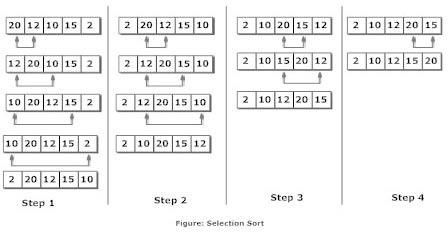 20 12 10 15 2
12 20 10 15 2
10 20 12 15 2
10 20 12 15 2
2 20 12 15 10
Step 1
2 20 12 15 10
2 12 20 15 10
2 12 20 15 10
2 10 20 15 12
Step 2
2 10 20 15 12
2 10 15 20 12
2 10 12 20 15
Step 3
2 10 12 20 15
2 10 12 15 20
Step 4
Figure: Selection Sort